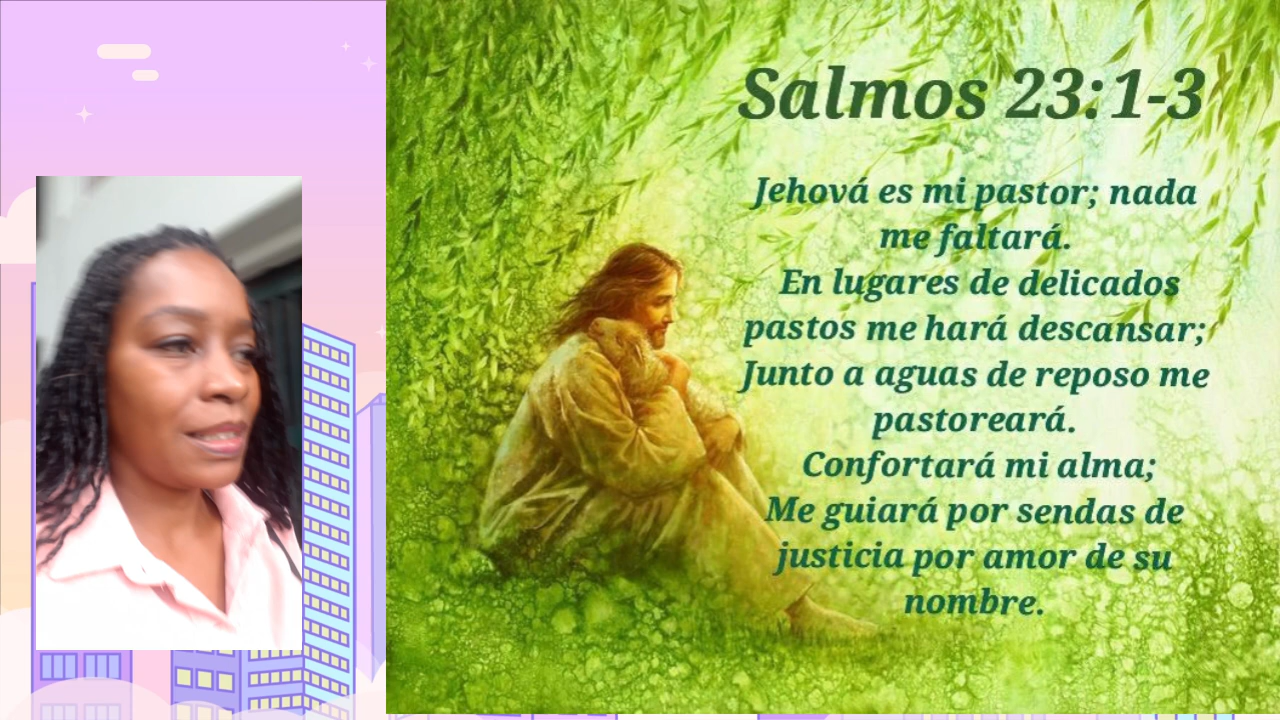 Salmos 23:1-3
Jehová es mi pastor; nada
me faltará.
En lugares de delicados
pastos me hará descansar;
Junto a aguas de reposo me
pastoreará.
Confortará mi alma;
Me guiará por sendas de
justicia por amor de su
nombre.